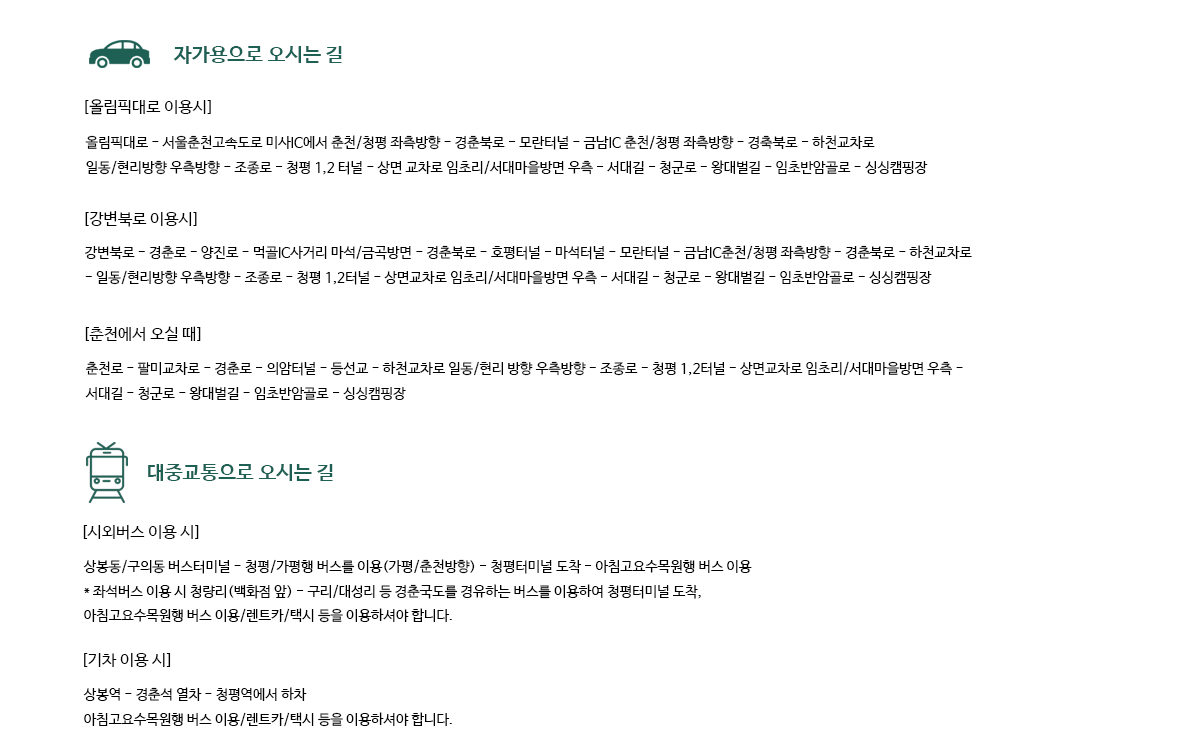 자가용으로 오시는 길
[올림픽대로 이용시]
올림픽대로 - 서울춘천고속도로 미사IC에서 춘천/청평 좌측방향 - 경춘북로 - 모란터널 - 금남IC 춘천/청평 좌측방향 - 경축북로 - 하천교차로
일동/현리방향 우측방향 - 조종로 - 청평 1,2 터널 - 상면 교차로 임초리/서대마을방면 우측 - 서대길 - 청군로 - 왕대벌길 - 임초반암골로 - 싱싱캠핑장
[강변북로 이용시]
강변북로 - 경춘로 - 양진로 - 먹골IC사거리 마석/금곡방면 - 경춘북로 - 호평터널 - 마석터널 - 모란터널 - 금남IC춘천/청평 좌측방향 - 경춘북로 - 하천교차로
- 일동/현리방향 우측방향 - 조종로 - 청평 1,2터널 - 상면교차로 임초리/서대마을방면 우측 - 서대길 - 청군로 - 왕대벌길 - 임초반암골로 - 싱싱캠핑장
[춘천에서 오실 때]
춘천로 - 팔미교차로 - 경춘로 - 의암터널 - 등선교 - 하천교차로 일동/현리 방향 우측방향 - 조종로 - 청평 1,2터널 - 상면교차로 임초리/서대마을방면 우측 -
서대길 - 청군로 - 왕대벌길 - 임초반암골로 - 싱싱캠핑장
대중교통으로 오시는 길
[시외버스 이용 시]
상봉동/구의동 버스터미널 - 청평/가평행 버스를 이용(가평/춘천방향) - 청평터미널 도착 - 아침고요수목원행 버스 이용
* 좌석버스 이용 시 청량리(백화점 앞) - 구리/대성리 등 경춘국도를 경유하는 버스를 이용하여 청평터미널 도착,
아침고요수목원행 버스 이용/렌트카/택시 등을 이용하셔야 합니다.
[기차 이용 시]
상봉역 - 경춘석 열차 - 청평역에서 하차
아침고요수목원행 버스 이용/렌트카/택시 등을 이용하셔야 합니다.